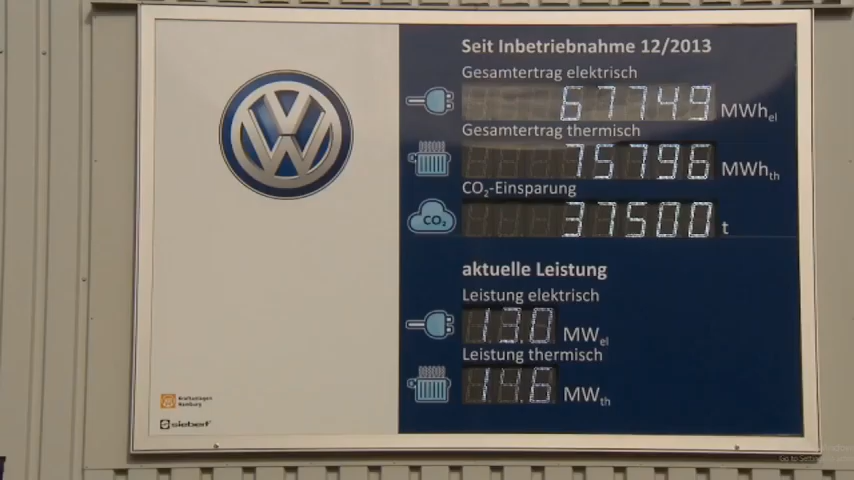 Seit Inbetriebnahme 12/2013
Gesamtertrag elektrisch
67749 MWhel
Gesamtertrag thermisch
75796 MWhth
CO2-Einsparung
CO2 37500 t
aktuelle Leistung
Leistung elektrisch
13.0 MWel
Leistung thermisch
14.6 MWth
siebert